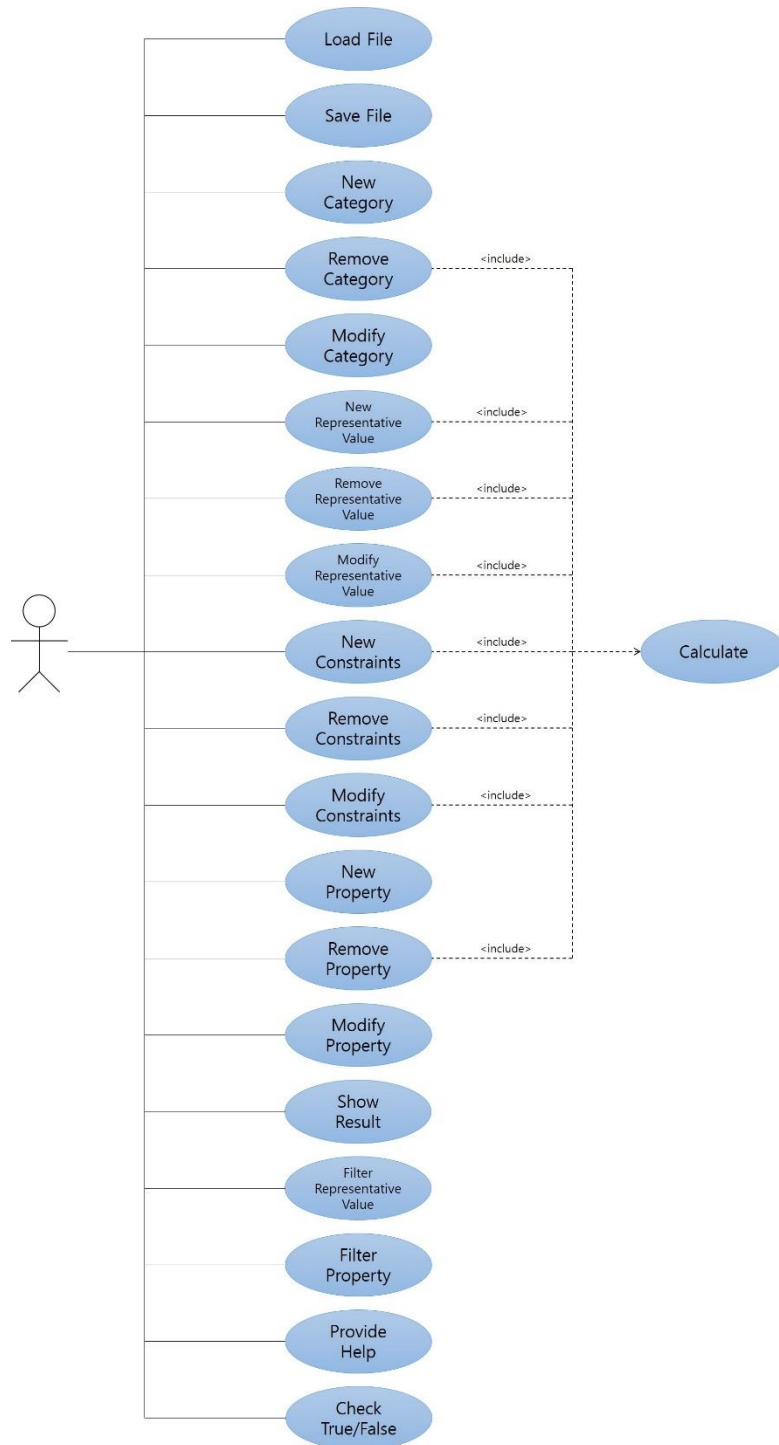 Load File
Save File
New
Category
Remove
Category
<include>
Modify
Category
New
Representative
Value
<include>
Remove
Representative
Value
<include>
Modify
Representative
Value
<include>
New
Constraints
<include>
Calculate
Remove
Constraints
<include>
Modify
Constraints
<include>
New
Property
Remove
Property
<include>
Modify
Property
Show
Result
Filter
Representative
Value
Filter
Property
Provide
Help
Check
True/False